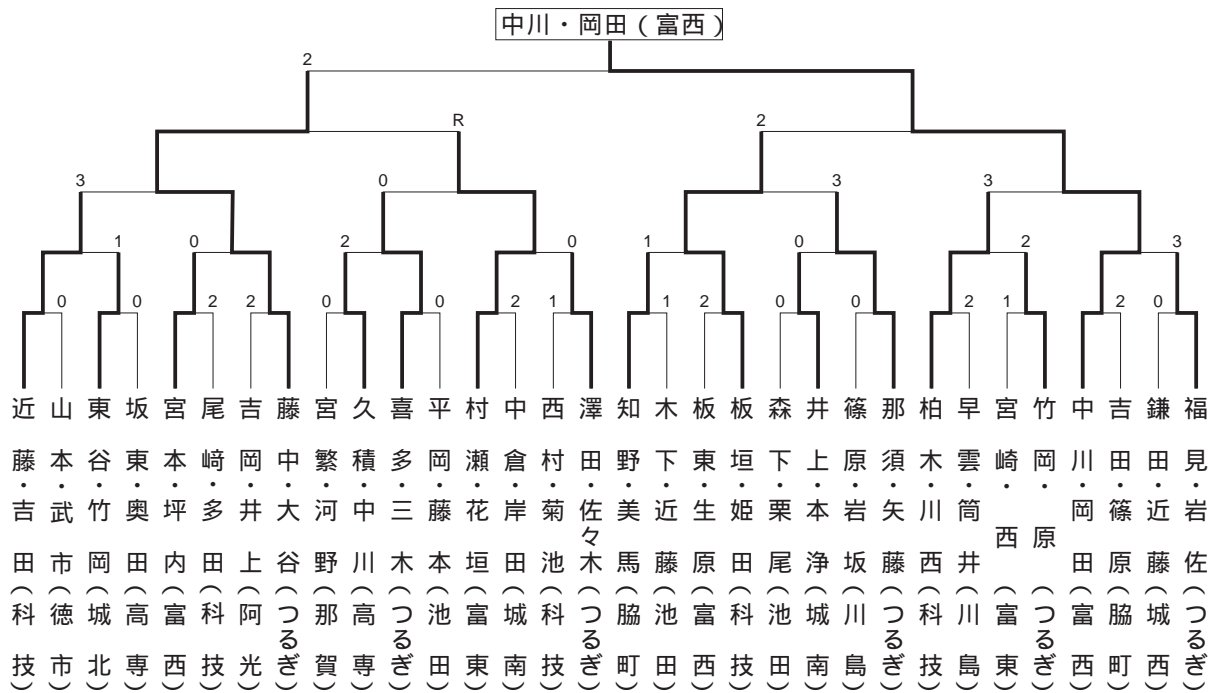 中川・岡田(富西)
2
R
2
3
0
3
3
1
0
2
0
1
0
2
3
0
0
2
2
0
0
2
1
1
2
0
0
2
1
2
0
近藤・吉田(科技)
山本・武市(徳市)
東谷・竹岡(城北)
坂東・奥田(高専)
宮本・坪内(富西)
尾﨑・多田(科技)
吉岡・井上(阿光)
藤中・大谷(つるぎ)
宮繁・河野(那賀)
久積・中川(高専)
喜多・三木(つるぎ)
平岡・藤本(池田)
村瀬・花垣(富東)
中倉・岸田(城南)
西村・菊池(科技)
澤田・佐々木(つるぎ)
知野・美馬(脇町)
木下・近藤(池田)
板東・生原(富西)
板垣・姫田(科技)
森下・栗尾(池田)
井上・本浄(城南)
篠原・岩坂(川島)
那須・矢藤(つるぎ)
柏木・川西(科技)
早雲・筒井(川島)
宮崎・西(富東)
竹岡・原(つるぎ)
中川・岡田(富西)
吉田・篠原(脇町)
鎌田・近藤(城西)
福見・岩佐(つるぎ)